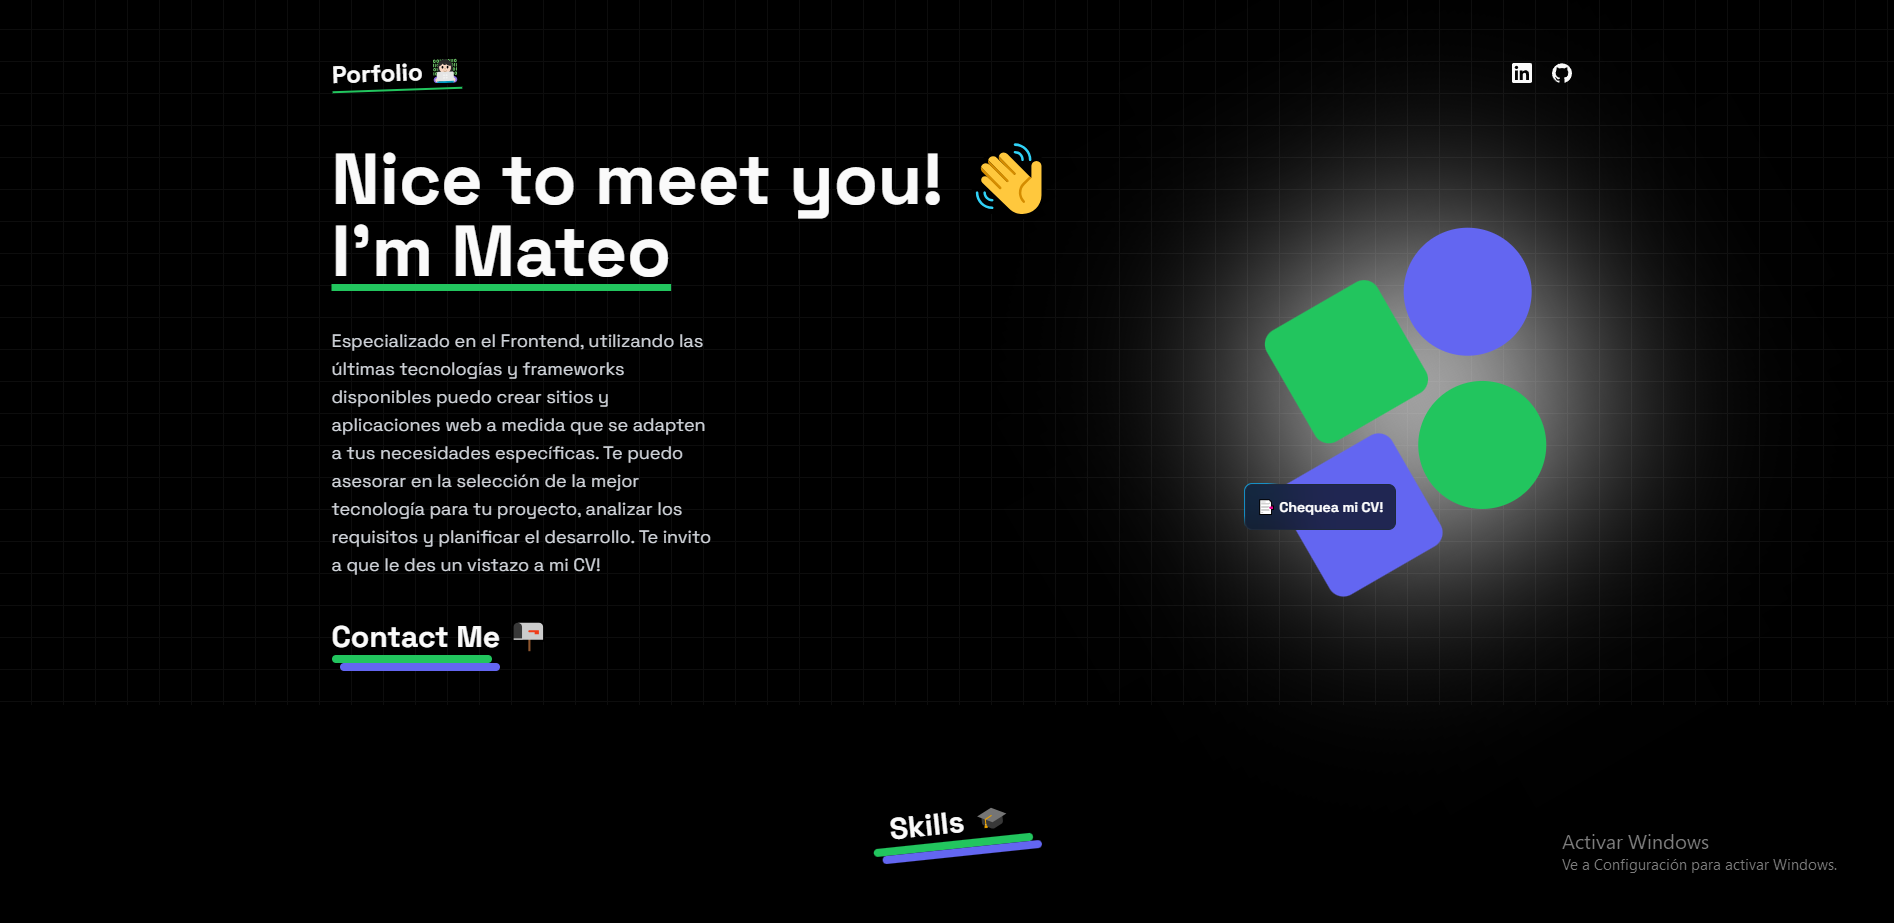 Porfolio
Nice to meet you!
I'm Mateo
Especializado en el Frontend, utilizando las
últimas tecnologías y frameworks
disponibles puedo crear sitios y
aplicaciones web a medida que se adapten
a tus necesidades específicas. Te puedo
asesorar en la selección de la mejor
tecnología para tu proyecto, analizar los
requisitos y planificar el desarrollo. Te invito
a que le des un vistazo a mi CV!
Chequea mi CV!
Contact Me
Skills
Activar Windows
Ve a Configuración para activar Windows.